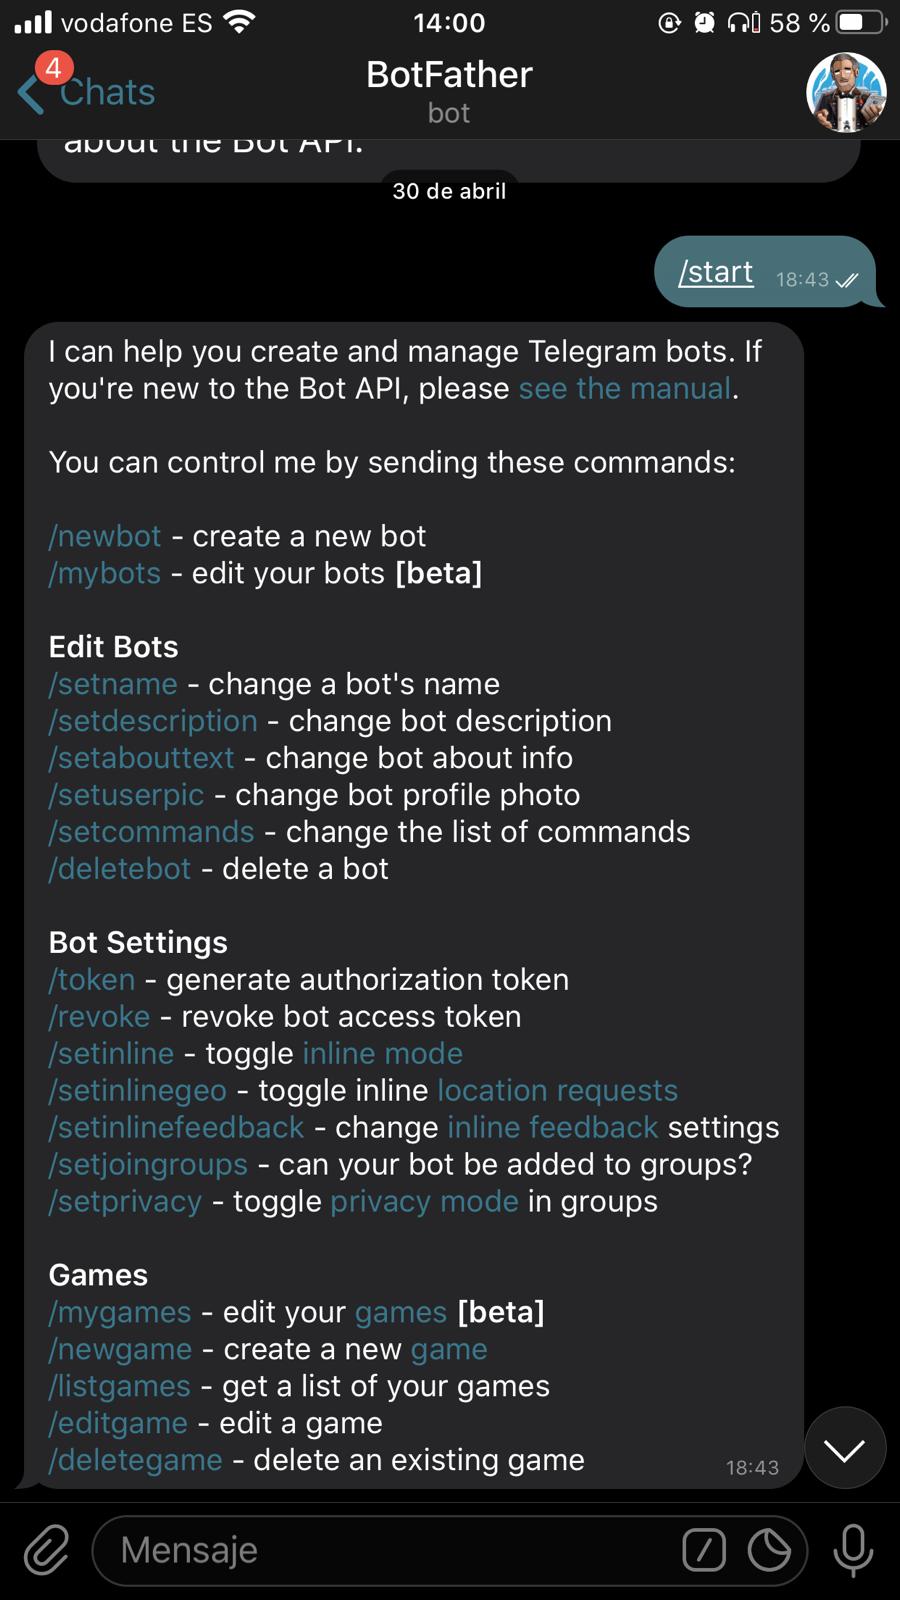 vodafone ES 14:00 58 %
4
Chats
BotFather
bot
about the Bot API.
30 de abril
/start 18:43
I can help you create and manage Telegram bots. If
you're new to the Bot API, please see the manual.
You can control me by sending these commands:
/newbot - create a new bot
/mybots - edit your bots [beta]
Edit Bots
/setname - change a bot's name
/setdescription - change bot description
/setabouttext - change bot about info
/setuserpic - change bot profile photo
/setcommands - change the list of commands
/deletebot - delete a bot
Bot Settings
/token - generate authorization token
/revoke - revoke bot access token
/setinline - toggle inline mode
/setinlinegeo - toggle inline location requests
/setinlinefeedback - change inline feedback settings
/setjoingroups - can your bot be added to groups?
/setprivacy - toggle privacy mode in groups
Games
/mygames - edit your games [beta]
/newgame - create a new game
/listgames - get a list of your games
/editgame - edit a game
/deletegame - delete an existing game
18:43
Mensaje